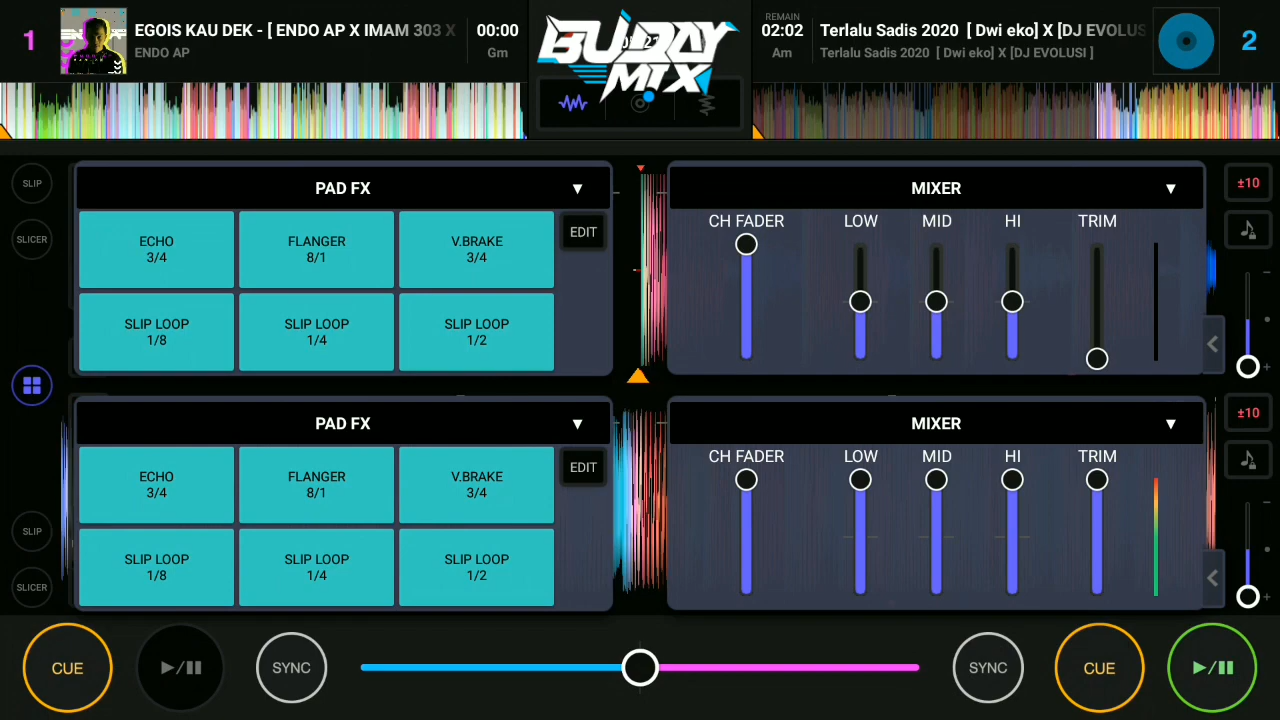 1
EGOIS KAU DEK - [ ENDO AP X IMAM 303 X
ENDO AP
00:00
Gm
BUDAY
MIX
REMAIN
02:02
Am
Terlalu Sadis 2020 [ Dwi eko] X [DJ EVOLUS
Terlalu Sadis 2020 [ Dwi eko] X [DJ EVOLUSI ]
2
SLIP
SLICER
PAD FX ▼
ECHO
3/4
FLANGER
8/1
V.BRAKE
3/4
EDIT
SLIP LOOP
1/8
SLIP LOOP
1/4
SLIP LOOP
1/2
MIXER ▼
CH FADER LOW MID HI TRIM
±10
PAD FX ▼
ECHO
3/4
FLANGER
8/1
V.BRAKE
3/4
EDIT
SLIP LOOP
1/8
SLIP LOOP
1/4
SLIP LOOP
1/2
MIXER ▼
CH FADER LOW MID HI TRIM
±10
SLIP
SLICER
CUE
SYNC
SYNC
CUE